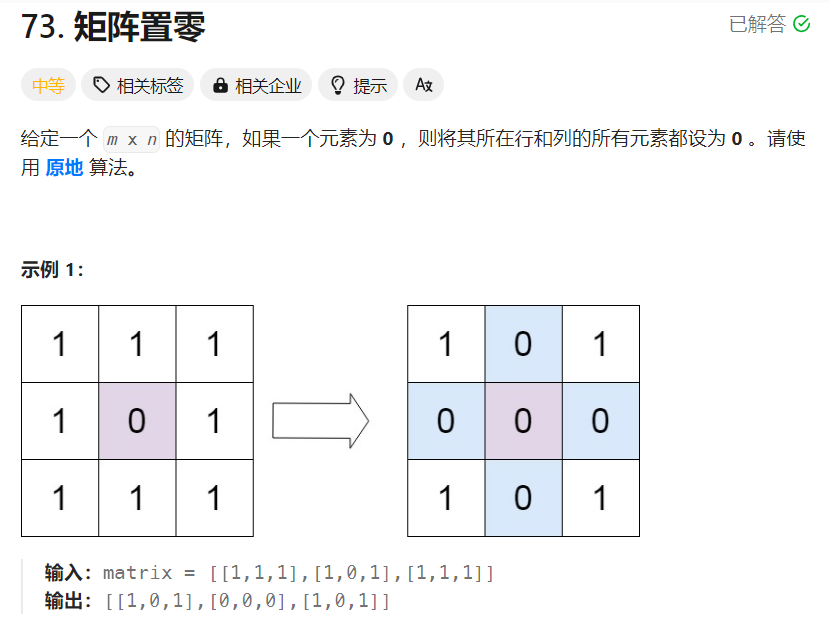 73. 矩阵置零
已解答
中等 相关标签 相关企业 提示 Aあ
给定一个 m x n 的矩阵，如果一个元素为 0 ，则将其所在行和列的所有元素都设为 0 。请使
用 原地 算法。
示例 1：
1 1 1 1 0 1
1 0 1 0 0 0
1 1 1 1 0 1
输入：matrix = [[1,1,1],[1,0,1],[1,1,1]]
输出：[[1,0,1],[0,0,0],[1,0,1]]